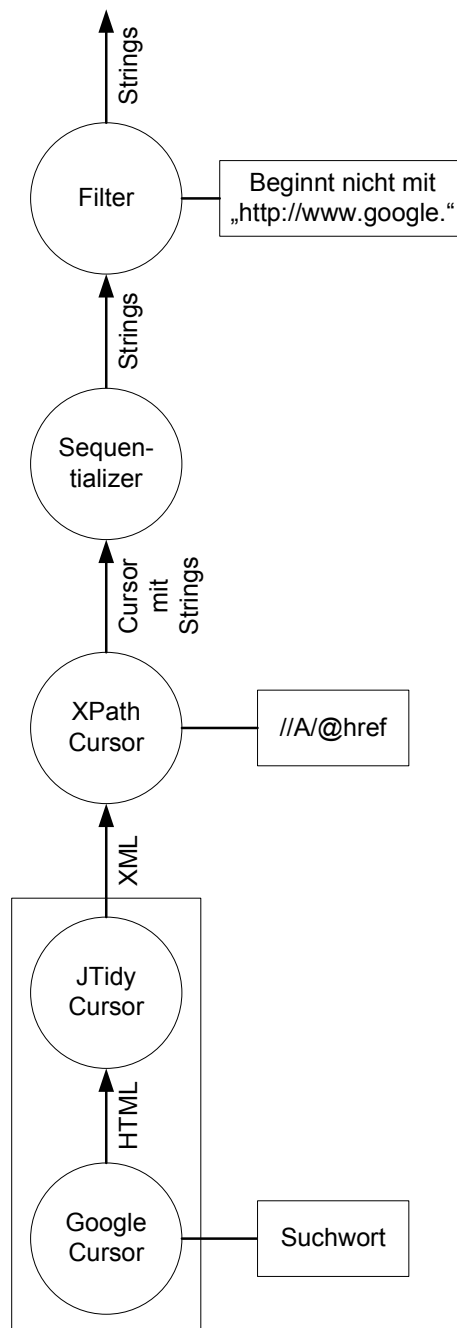 Strings
Filter
Beginnt nicht mit
„http://www.google.“
Strings
Sequen-
tializer
Cursor
mit
Strings
XPath
Cursor
//A/@href
XML
JTidy
Cursor
HTML
Google
Cursor
Suchwort